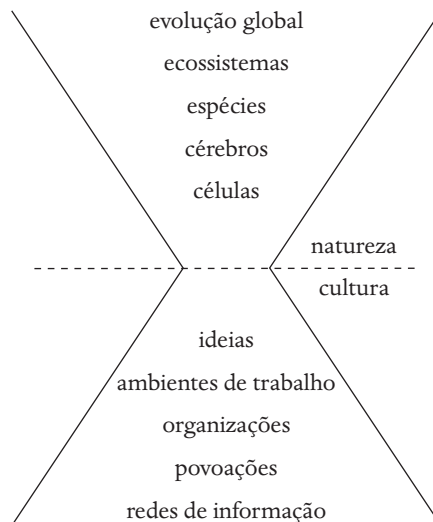 evolução global
ecossistemas
espécies
cérebros
células
natureza
cultura
ideias
ambientes de trabalho
organizações
povoações
redes de informação